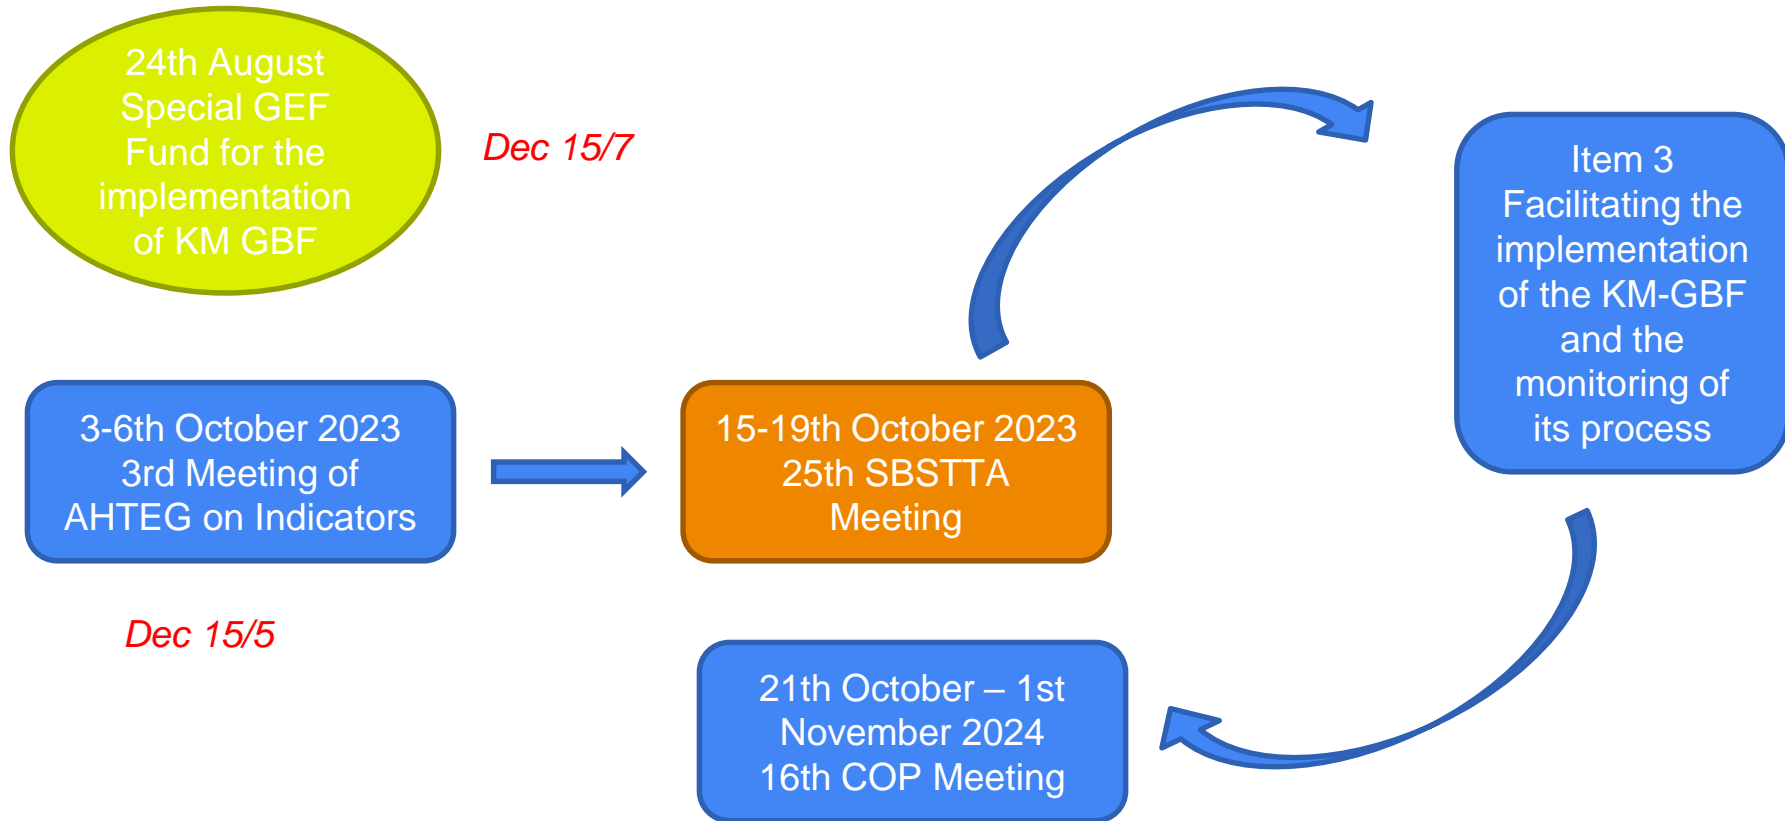 24th August
Special GEF
Fund for the
implementation
of KM GBF
Dec 15/7
Item 3
Facilitating the
implementation
of the KM-GBF
and the
monitoring of
its process
3-6th October 2023
3rd Meeting of
AHTEG on Indicators
15-19th October 2023
25th SBSTTA
Meeting
Dec 15/5
21th October – 1st
November 2024
16th COP Meeting